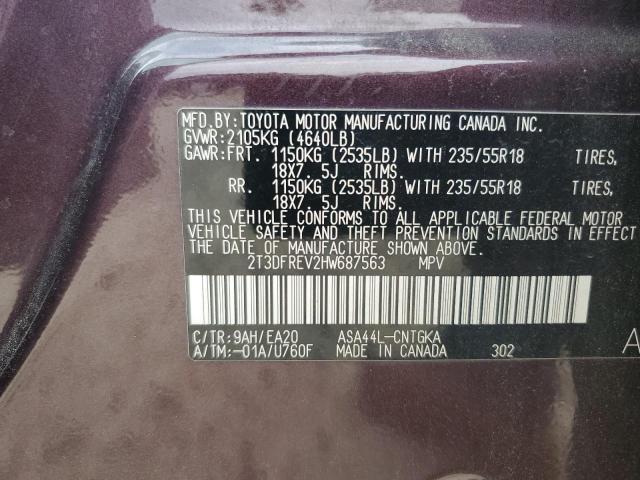 MFD.BY:TOYOTA MOTOR MANUFACTURING CANADA INC.
GVWR:2105KG (4640LB)
GAWR:FRT. 1150KG (2535LB) WITH 235/55R18 TIRES,
18X7. 5J RIMS.
RR. 1150KG (2535LB) WITH 235/55R18 TIRES,
18X7. 5J RIMS.
THIS VEHICLE CONFORMS TO ALL APPLICABLE FEDERAL MOTOR
VEHICLE SAFETY AND THEFT PREVENTION STANDARDS IN EFFECT
THE DATE OF MANUFACTURE SHOWN ABOVE.
2T3DFREV2HW687563 MPV
C/TR:9AH/EA20 ASA44L-CNTGKA
A/TM:-01A/U760F MADE IN CANADA 302
A